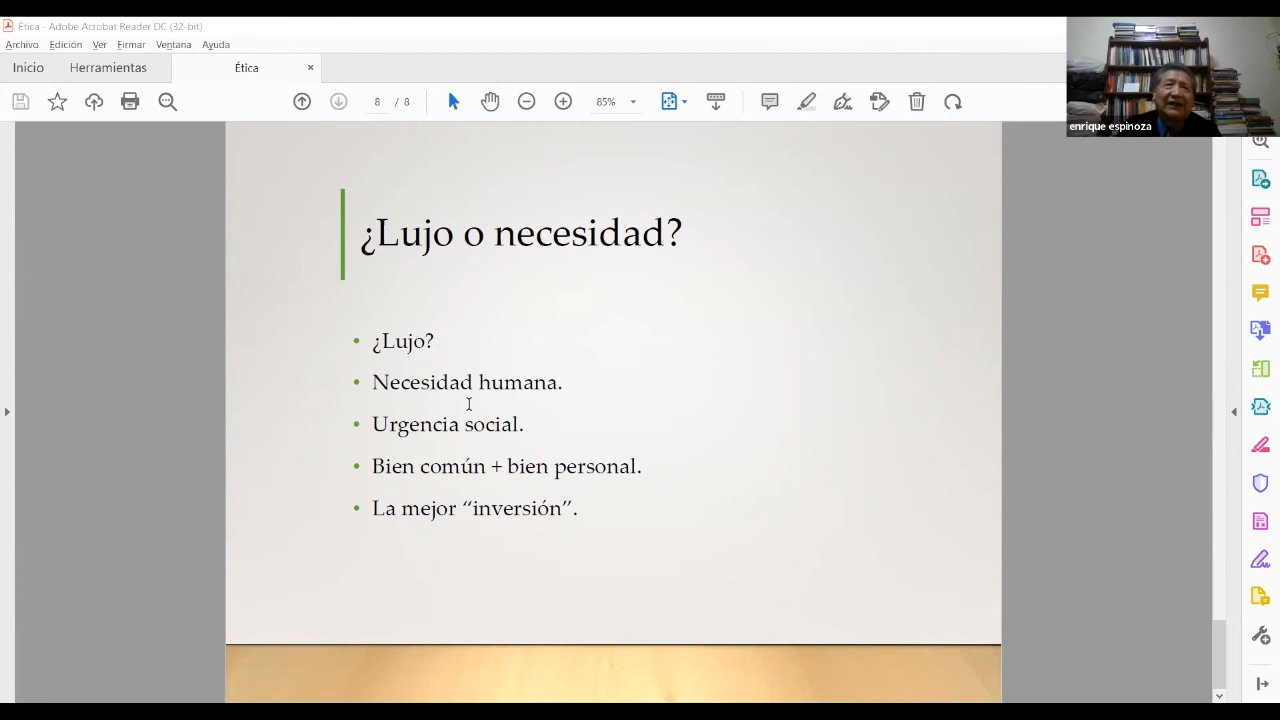 Ética - Adobe Acrobat Reader DC (32-bit)
Archivo Edición Ver Firmar Ventana Ayuda
Inicio Herramientas Ética ×
8 / 8 85%
enrique espinoza
¿Lujo o necesidad?
• ¿Lujo?
• Necesidad humana.
• Urgencia social.
• Bien común + bien personal.
• La mejor “inversión”.